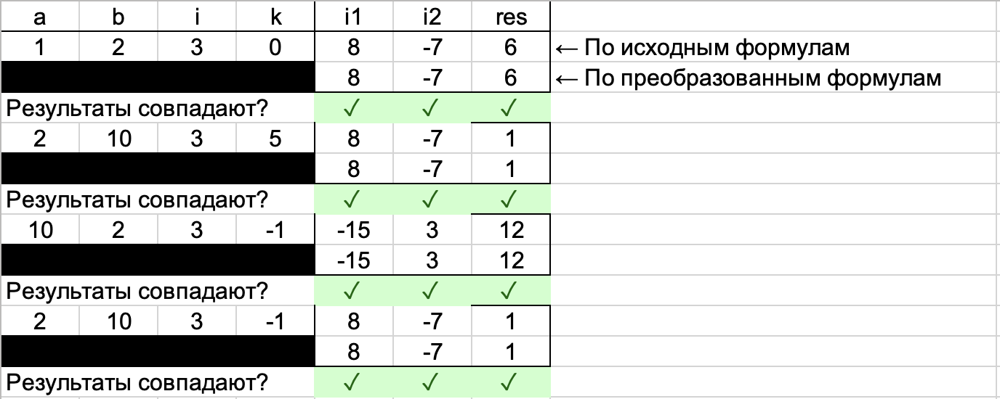 a b i k i1 i2 res
1 2 3 0 8 -7 6 ← По исходным формулам
8 -7 6 ← По преобразованным формулам
Результаты совпадают? ✓ ✓ ✓
2 10 3 5 8 -7 1
8 -7 1
Результаты совпадают? ✓ ✓ ✓
10 2 3 -1 -15 3 12
-15 3 12
Результаты совпадают? ✓ ✓ ✓
2 10 3 -1 8 -7 1
8 -7 1
Результаты совпадают? ✓ ✓ ✓